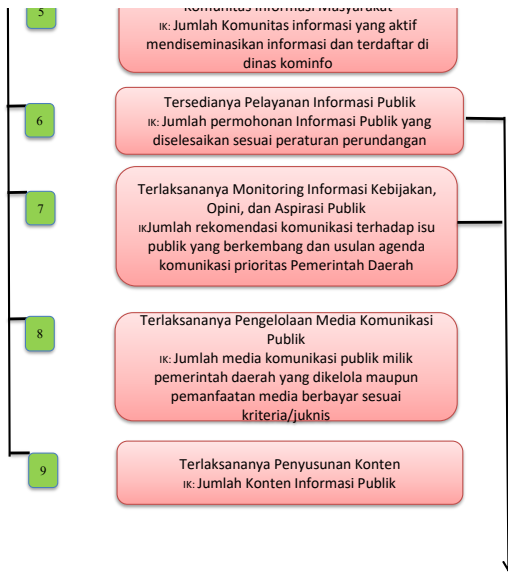 5
Komunitas Informasi Masyarakat
IK: Jumlah Komunitas informasi yang aktif
mendiseminasikan informasi dan terdaftar di
dinas kominfo
6
Tersedianya Pelayanan Informasi Publik
IK: Jumlah permohonan Informasi Publik yang
diselesaikan sesuai peraturan perundangan
7
Terlaksananya Monitoring Informasi Kebijakan,
Opini, dan Aspirasi Publik
IKJumlah rekomendasi komunikasi terhadap isu
publik yang berkembang dan usulan agenda
komunikasi prioritas Pemerintah Daerah
8
Terlaksananya Pengelolaan Media Komunikasi
Publik
IK: Jumlah media komunikasi publik milik
pemerintah daerah yang dikelola maupun
pemanfaatan media berbayar sesuai
kriteria/juknis
9
Terlaksananya Penyusunan Konten
IK: Jumlah Konten Informasi Publik